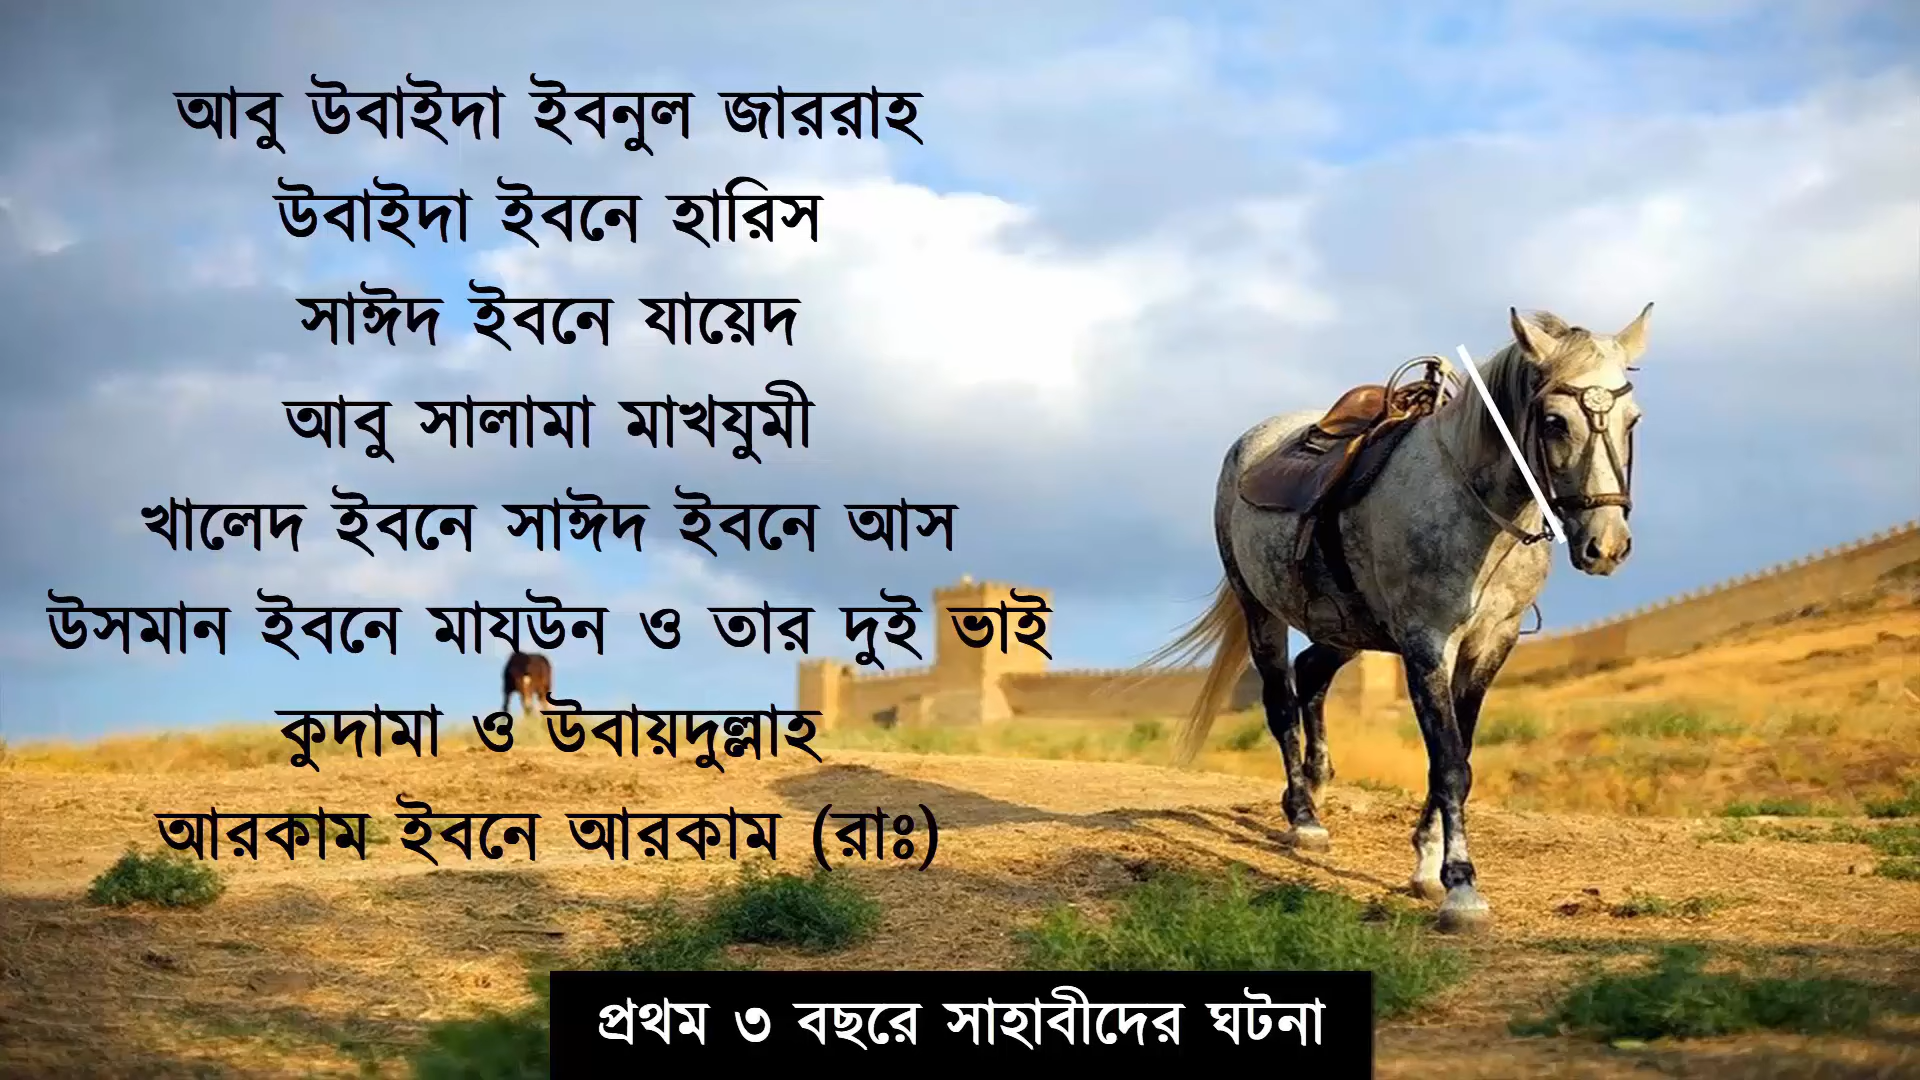 আবু উবাইদা ইবনুল জাররাহ
উবাইদা ইবনে হারিস
সাঈদ ইবনে যায়েদ
আবু সালামা মাখযুমী
খালেদ ইবনে সাঈদ ইবনে আস
উসমান ইবনে মাযউন ও তার দুই ভাই
কুদামা ও উবায়দুল্লাহ
আরকাম ইবনে আরকাম (রাঃ)
প্রথম ৩ বছরে সাহাবীদের ঘটনা